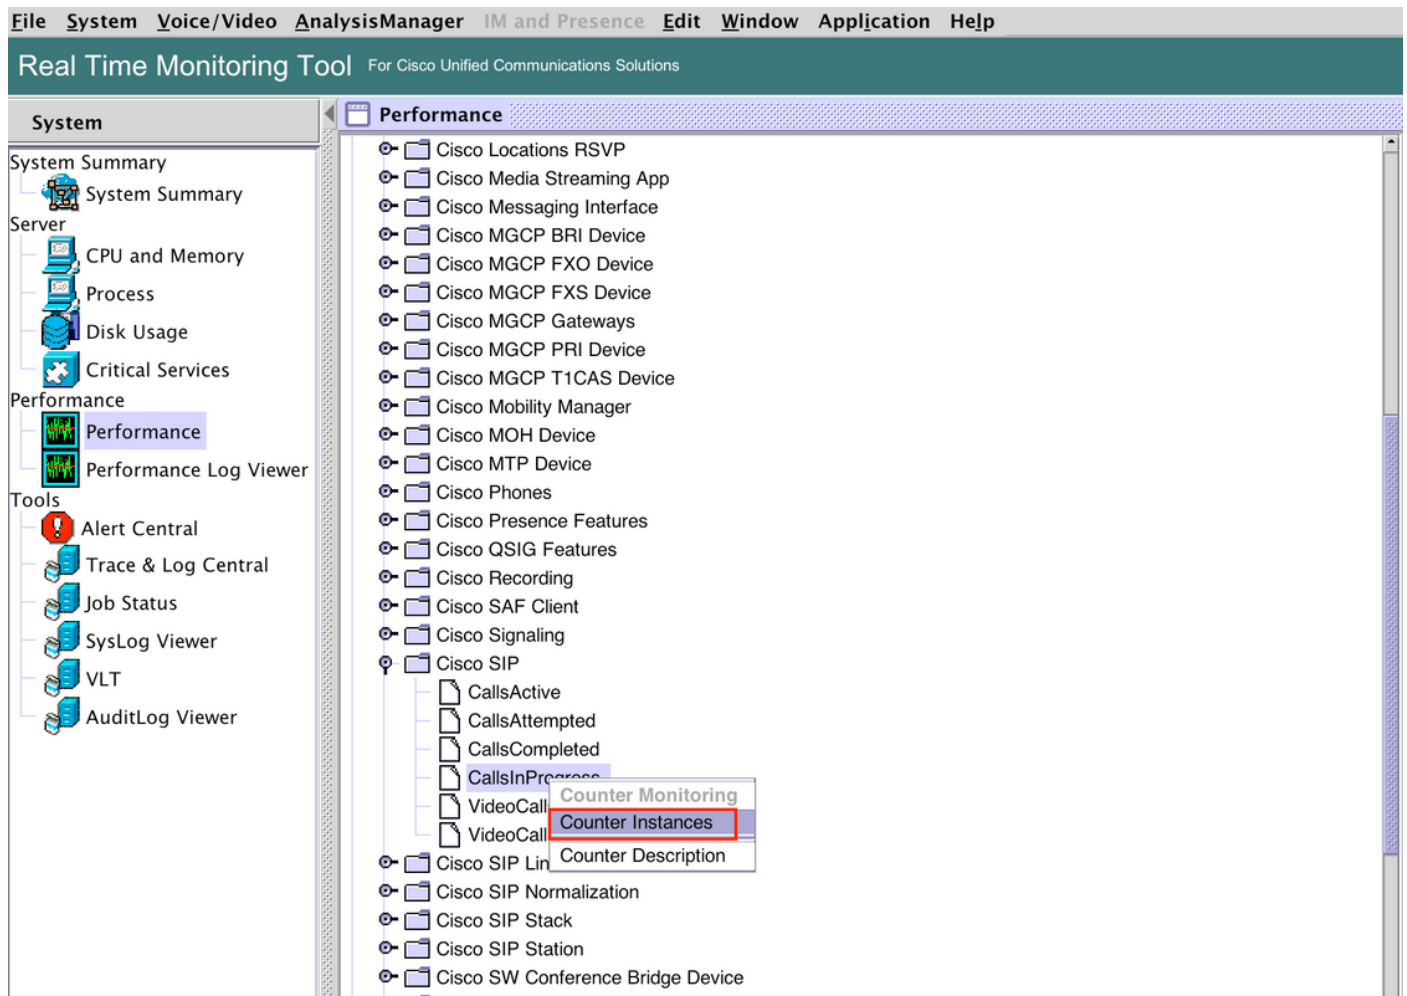 File System Voice/Video AnalysisManager IM and Presence Edit Window Application Help
Real Time Monitoring Tool For Cisco Unified Communications Solutions
System
System Summary
System Summary
Server
CPU and Memory
Process
Disk Usage
Critical Services
Performance
Performance
Performance Log Viewer
Tools
Alert Central
Trace & Log Central
Job Status
SysLog Viewer
VLT
AuditLog Viewer
Performance
Cisco Locations RSVP
Cisco Media Streaming App
Cisco Messaging Interface
Cisco MGCP BRI Device
Cisco MGCP FXO Device
Cisco MGCP FXS Device
Cisco MGCP Gateways
Cisco MGCP PRI Device
Cisco MGCP T1CAS Device
Cisco Mobility Manager
Cisco MOH Device
Cisco MTP Device
Cisco Phones
Cisco Presence Features
Cisco QSIG Features
Cisco Recording
Cisco SAF Client
Cisco Signaling
Cisco SIP
CallsActive
CallsAttempted
CallsCompleted
CallsInProgress
VideoCall
VideoCall
Cisco SIP Lin
Cisco SIP Normalization
Cisco SIP Stack
Cisco SIP Station
Cisco SW Conference Bridge Device
Counter Monitoring
Counter Instances
Counter Description